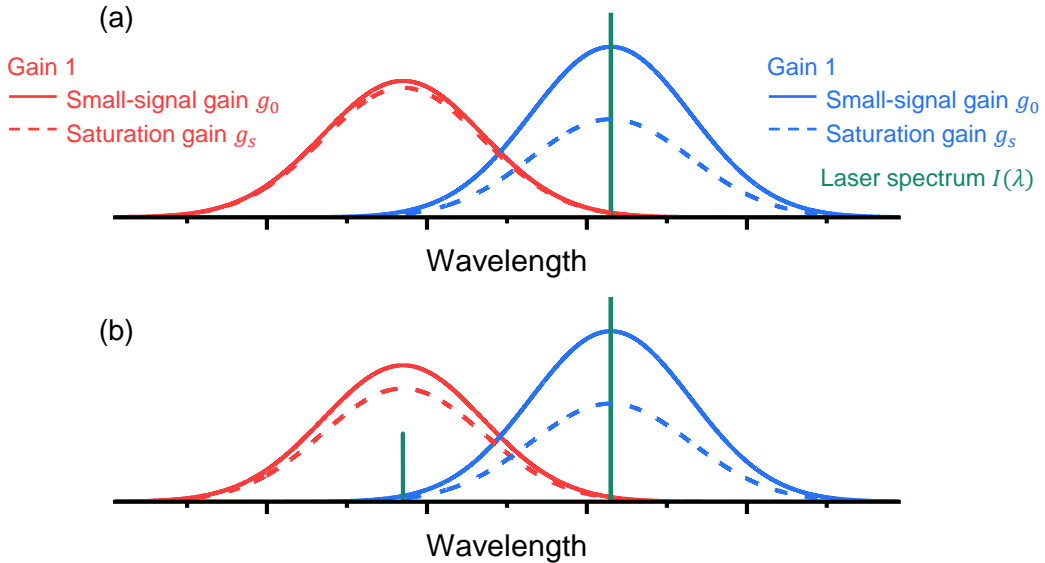 (a)
Gain 1
Small-signal gain g₀
Saturation gain gₛ
Gain 1
Small-signal gain g₀
Saturation gain gₛ
Laser spectrum I(λ)
Wavelength
(b)
Wavelength